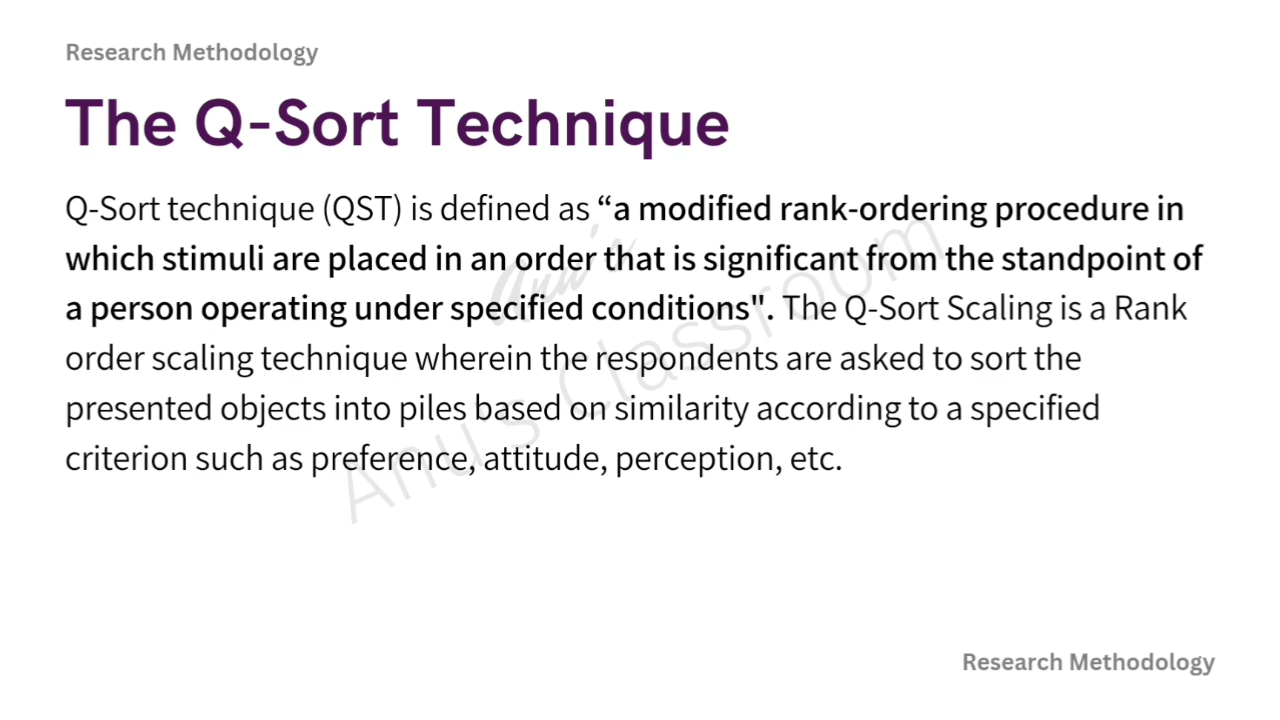 Research Methodology
The Q-Sort Technique
Q-Sort technique (QST) is defined as “a modified rank-ordering procedure in
which stimuli are placed in an order that is significant from the standpoint of
a person operating under specified conditions". The Q-Sort Scaling is a Rank
order scaling technique wherein the respondents are asked to sort the
presented objects into piles based on similarity according to a specified
criterion such as preference, attitude, perception, etc.
Anu's
Anu's Classroom
Research Methodology